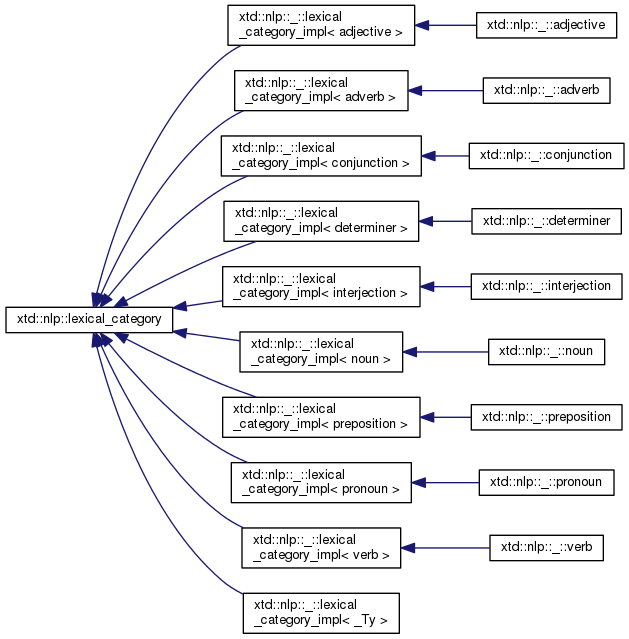 xtd::nlp::_::lexical
_category_impl< adjective >
xtd::nlp::_::adjective
xtd::nlp::_::lexical
_category_impl< adverb >
xtd::nlp::_::adverb
xtd::nlp::_::lexical
_category_impl< conjunction >
xtd::nlp::_::conjunction
xtd::nlp::_::lexical
_category_impl< determiner >
xtd::nlp::_::determiner
xtd::nlp::_::lexical
_category_impl< interjection >
xtd::nlp::_::interjection
xtd::nlp::lexical_category
xtd::nlp::_::lexical
_category_impl< noun >
xtd::nlp::_::noun
xtd::nlp::_::lexical
_category_impl< preposition >
xtd::nlp::_::preposition
xtd::nlp::_::lexical
_category_impl< pronoun >
xtd::nlp::_::pronoun
xtd::nlp::_::lexical
_category_impl< verb >
xtd::nlp::_::verb
xtd::nlp::_::lexical
_category_impl< _Ty >